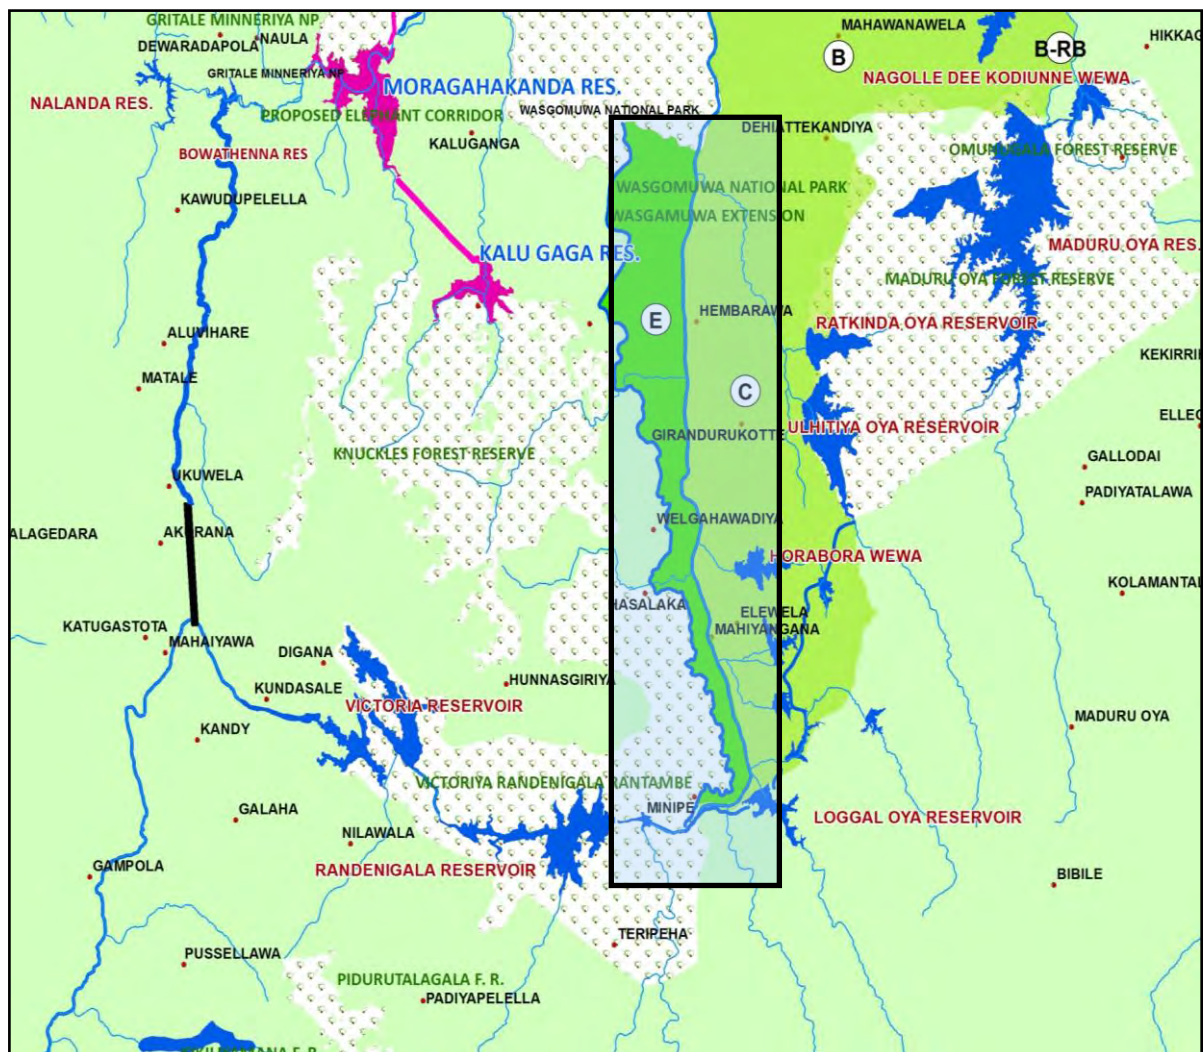 GRITALE MINNERIYA NP
NAULA
DEWARADAPOLA
MAHAWANAWELA
B
B-RB
GRITALE MINNERIYA NP
MORAGAHAKANDA RES.
NAGOLLE DEE KODIUNNE WEWA
NALANDA RES.
PROPOSED ELEPHANT CORRIDOR
WASGOMUWA NATIONAL PARK
DEHIATTEKANDIYA
KALUGANGA
OMUNUGALA FOREST RESERVE
BOWATHENNA RES
WASGOMUWA NATIONAL PARK
KAWUDUPELELLA
WASGAMUWA EXTENSION
KALU GAGA RES.
MADURU OYA RES.
MADURU OYA FOREST RESERVE
E
HEMBARAWA
RATKINDA OYA RESERVOIR
ALUVIHARE
MATALE
C
GIRANDURUKOTTE
ULHITIYA OYA RESERVOIR
KNUCKLES FOREST RESERVE
GALLODAI
UKUWELA
PADIYATALAWA
WELGAHAWADIYA
ALAGEDARA
AKURANA
HORABORA WEWA
HASALAKA
ELEWELA
KATUGASTOTA
MAHAIYAWA
MAHIYANGANA
DIGANA
HUNNASGIRIYA
KUNDASALE
VICTORIA RESERVOIR
KANDY
MADURU OYA
VICTORIYA RANDENIGALA RANTAMBE
MINIPE
GALAHA
NILAWALA
LOGGAL OYA RESERVOIR
RANDENIGALA RESERVOIR
GAMPOLA
BIBILE
TERIPEHA
PUSSELLAWA
PIDURUTALAGALA F. R.
PADIYAPELELLA